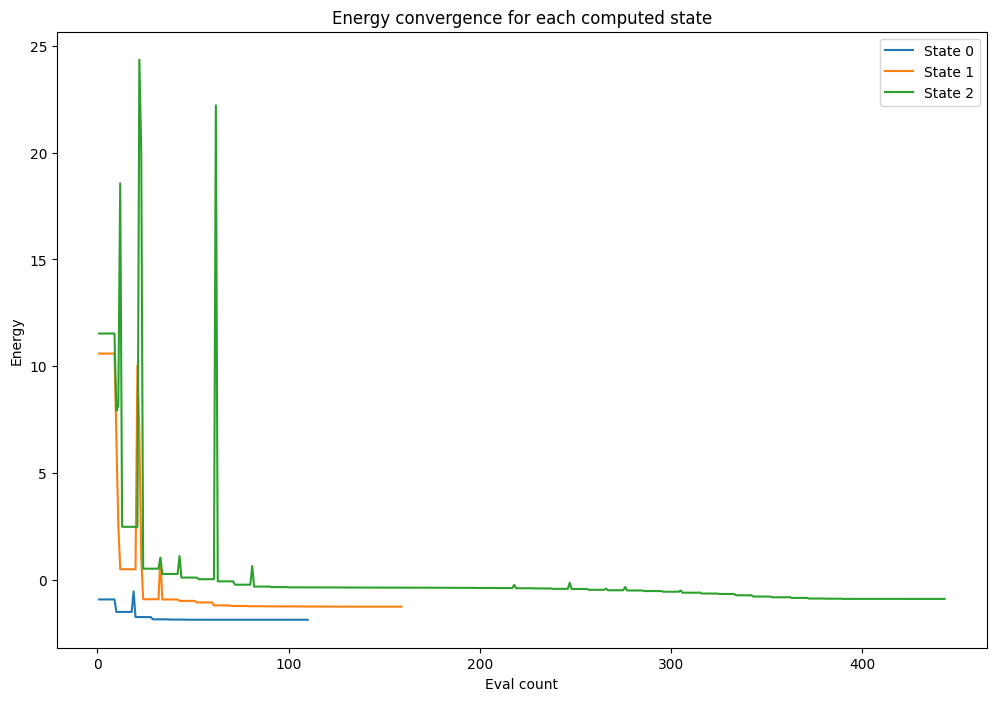 Energy convergence for each computed state
State 0
State 1
State 2
25
20
15
10
5
0
Energy
0 100 200 300 400
Eval count